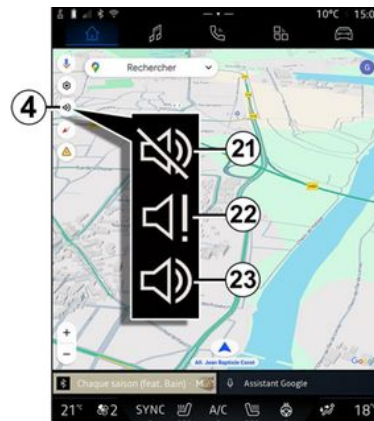 10°C 15:0
Rechercher
G
4
21
22
23
+
−
All. Jean Baptiste Corot
Google
Chaque saison (feat. Bain) · M
Assistant Google
21° 2 SYNC A/C 18°